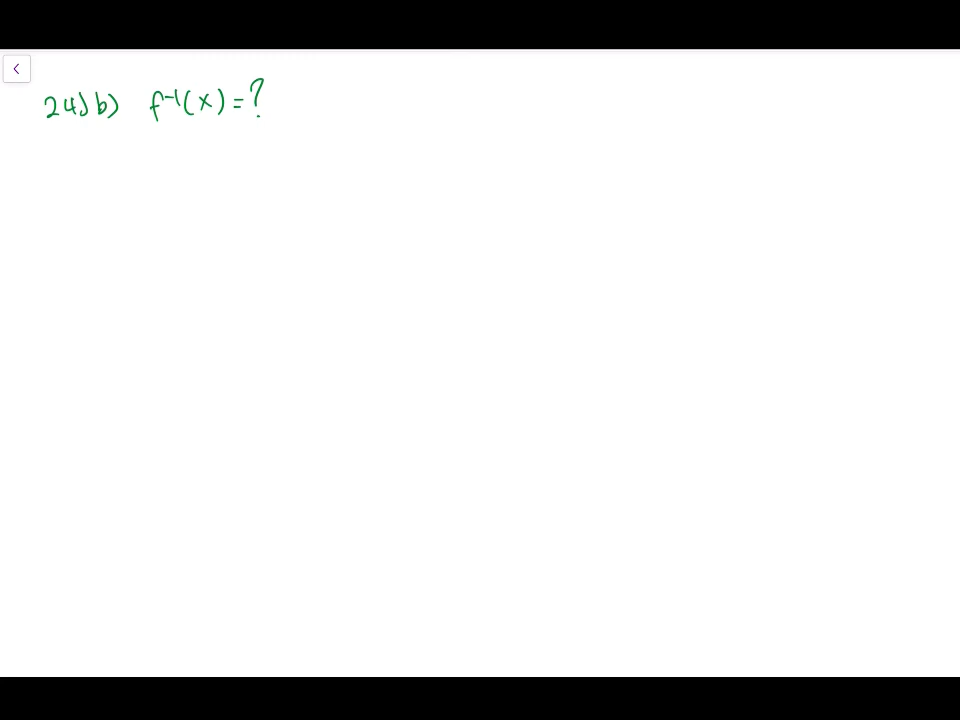 24) b) f⁻¹(x) = ?